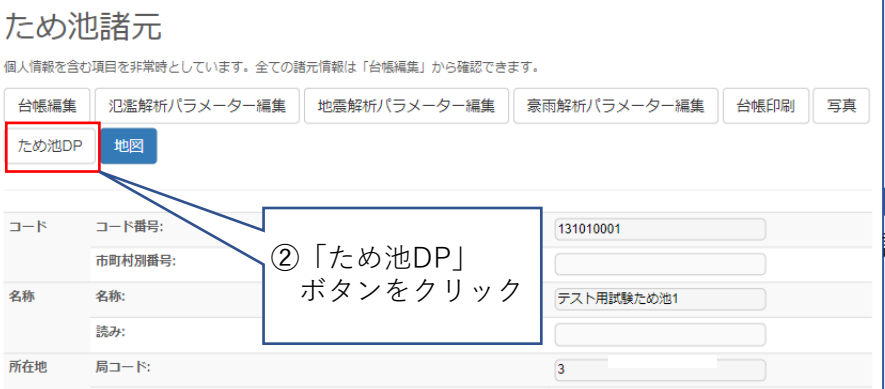 ため池諸元
個人情報を含む項目を非常時としています。全ての諸元情報は「台帳編集」から確認できます。
台帳編集 氾濫解析パラメーター編集 地震解析パラメーター編集 豪雨解析パラメーター編集 台帳印刷 写真
ため池DP 地図
コード コード番号: 131010001
市町村別番号:
②「ため池DP」
ボタンをクリック
名称 名称: テスト用試験ため池1
読み:
所在地 局コード: 3